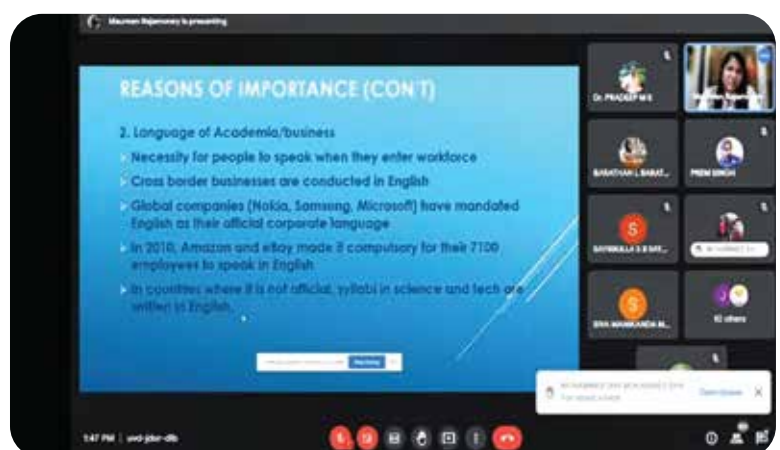 Maureen Rajamoney is presenting
REASONS OF IMPORTANCE (CON'T)
2. Language of Academia/business
Necessity for people to speak when they enter workforce
Cross border businesses are conducted in English
Global companies (Nokia, Samsung, Microsoft) have mandated
English as their official corporate language
In 2010, Amazon and eBay made it compulsory for their 7100
employees to speak in English
In countries where it is not official, syllabi in science and tech are
written in English.
Dr. PRADEEP M
BARATHAN L BARAT...
PREM SINGH
S
S
J
others
1:47 PM